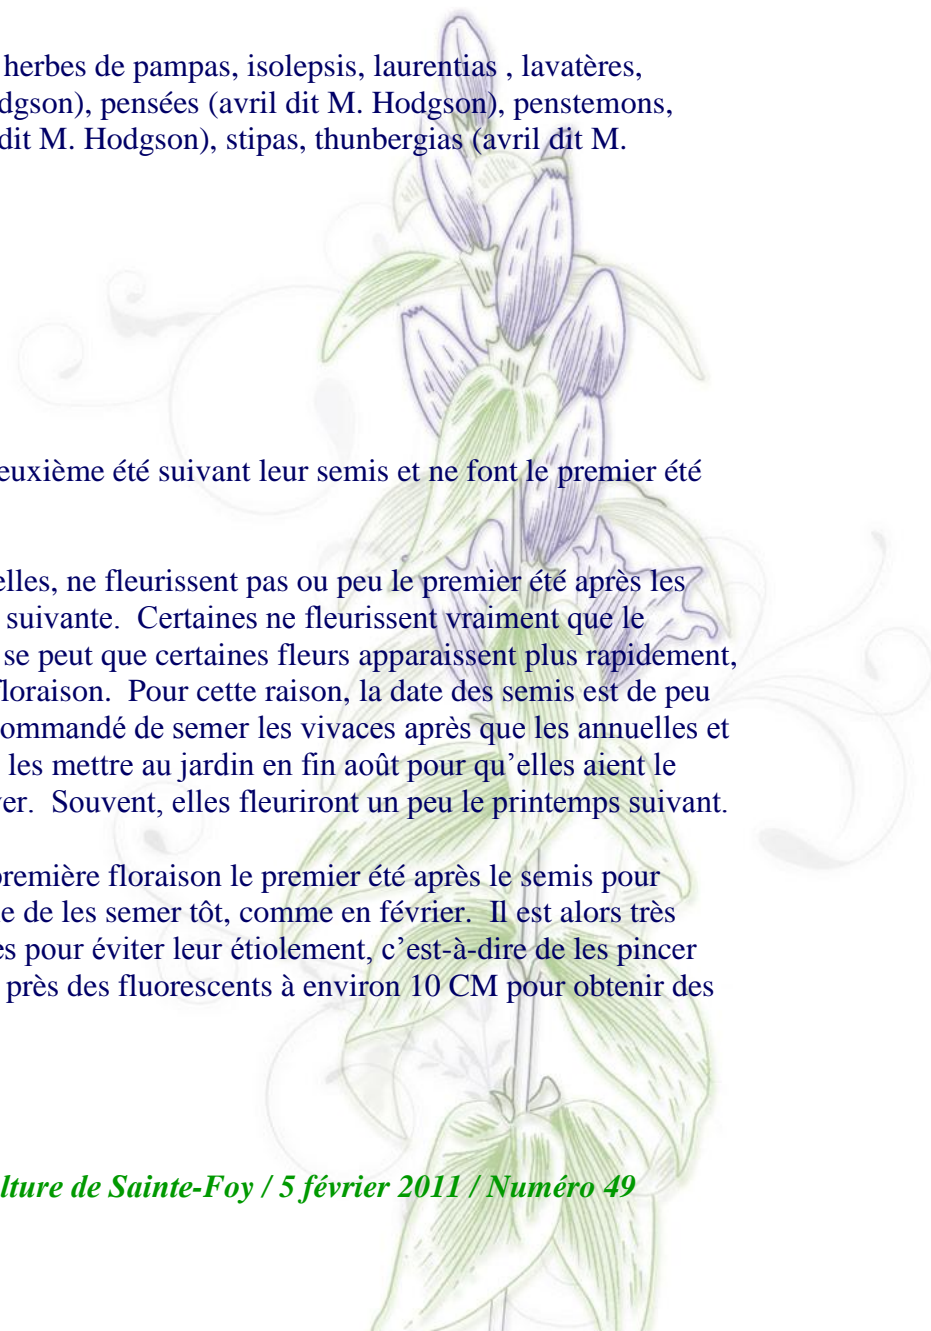 herbes de pampas, isolepsis, laurentias , lavatères,
dgson), pensées (avril dit M. Hodgson), penstemons,
dit M. Hodgson), stipas, thunbergias (avril dit M.
euxième été suivant leur semis et ne font le premier été
elles, ne fleurissent pas ou peu le premier été après les
suivante.  Certaines ne fleurissent vraiment que le
se peut que certaines fleurs apparaissent plus rapidement,
floraison.  Pour cette raison, la date des semis est de peu
commandé de semer les vivaces après que les annuelles et
les mettre au jardin en fin août pour qu’elles aient le
ver.  Souvent, elles fleuriront un peu le printemps suivant.
première floraison le premier été après le semis pour
e de les semer tôt, comme en février.  Il est alors très
es pour éviter leur étiolement, c’est-à-dire de les pincer
près des fluorescents à environ 10 CM pour obtenir des
lture de Sainte-Foy / 5 février 2011 / Numéro 49